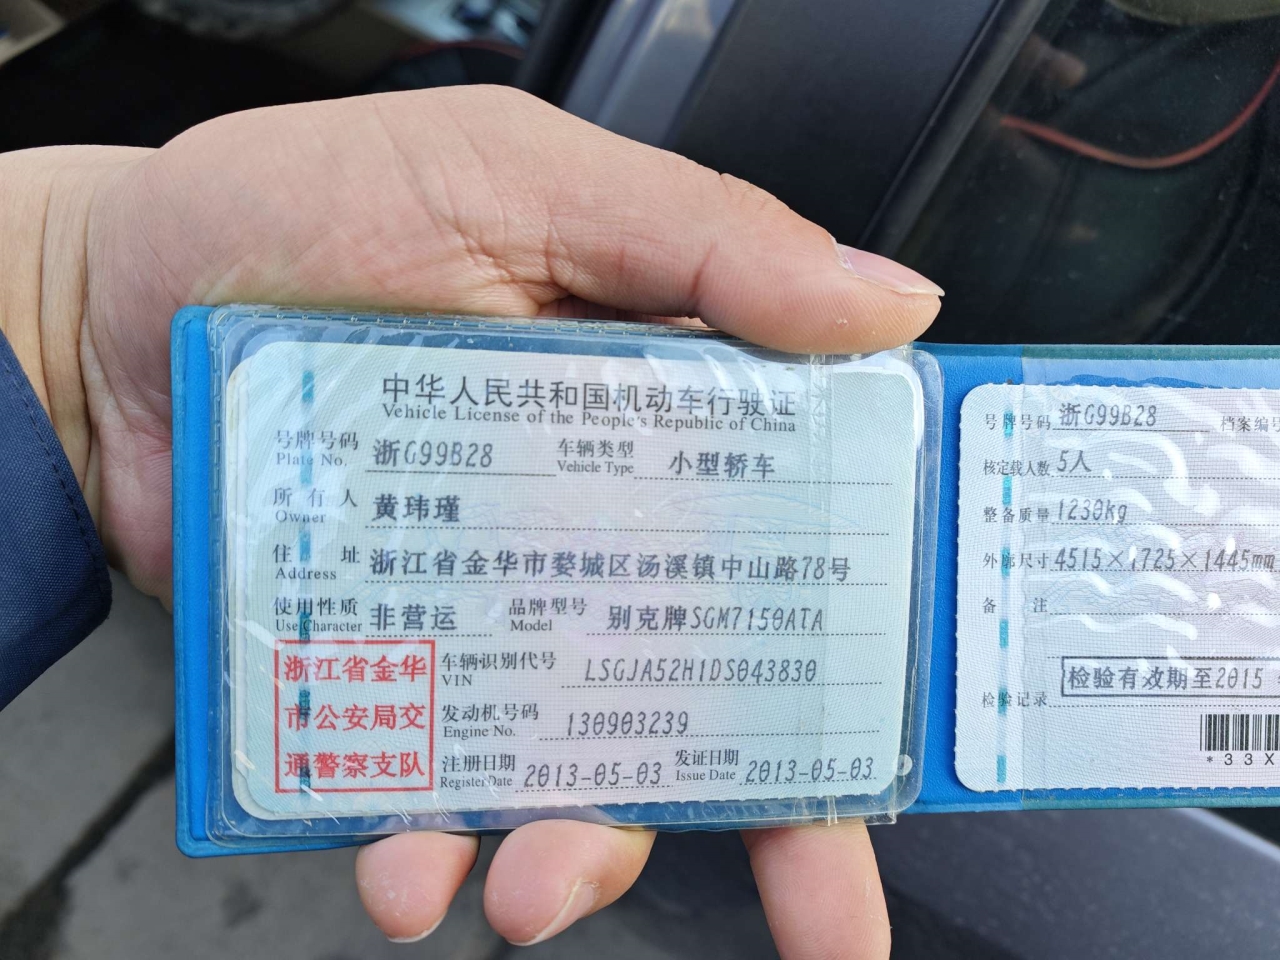 中华人民共和国机动车行驶证
Vehicle License of the People's Republic of China
号牌号码 浙G99B28 车辆类型 小型轿车
Plate No. Vehicle Type
所有人 黄玮瑾
Owner
住址 浙江省金华市婺城区汤溪镇中山路78号
Address
使用性质 非营运 品牌型号 别克牌SGM7150ATA
Use Character Model
浙江省金华
市公安局交
通警察支队
车辆识别代号 LSGJA52H1DS043830
VIN
发动机号码 130903239
Engine No.
注册日期 2013-05-03 发证日期 2013-05-03
Register Date Issue Date
号牌号码 浙G99B28 档案编号
核定载人数 5人
整备质量 1230kg
外廓尺寸 4515×1725×1445mm
备注
检验记录 检验有效期至2015
*33X